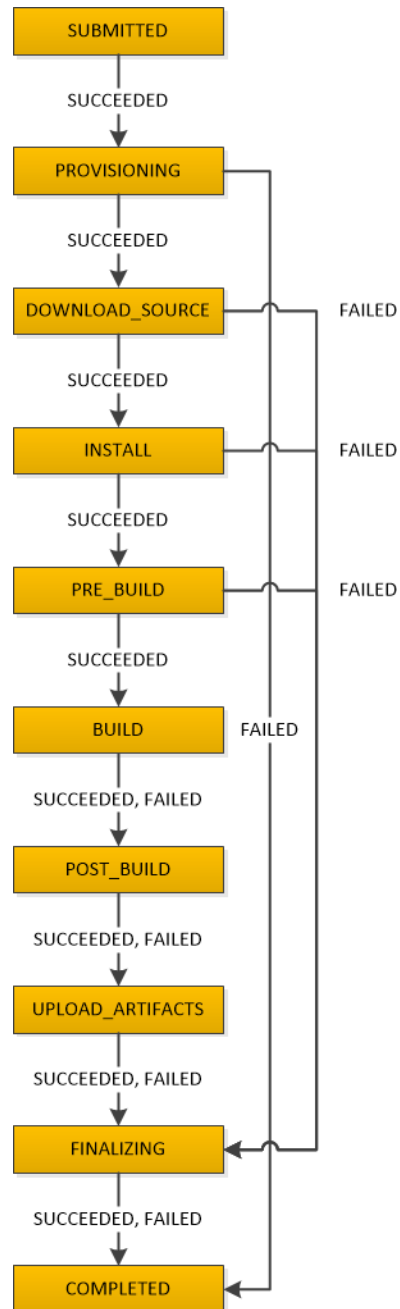 SUBMITTED
SUCCEEDED
PROVISIONING
SUCCEEDED
DOWNLOAD_SOURCE
FAILED
SUCCEEDED
INSTALL
FAILED
SUCCEEDED
PRE_BUILD
FAILED
SUCCEEDED
BUILD
FAILED
SUCCEEDED, FAILED
POST_BUILD
SUCCEEDED, FAILED
UPLOAD_ARTIFACTS
SUCCEEDED, FAILED
FINALIZING
SUCCEEDED, FAILED
COMPLETED